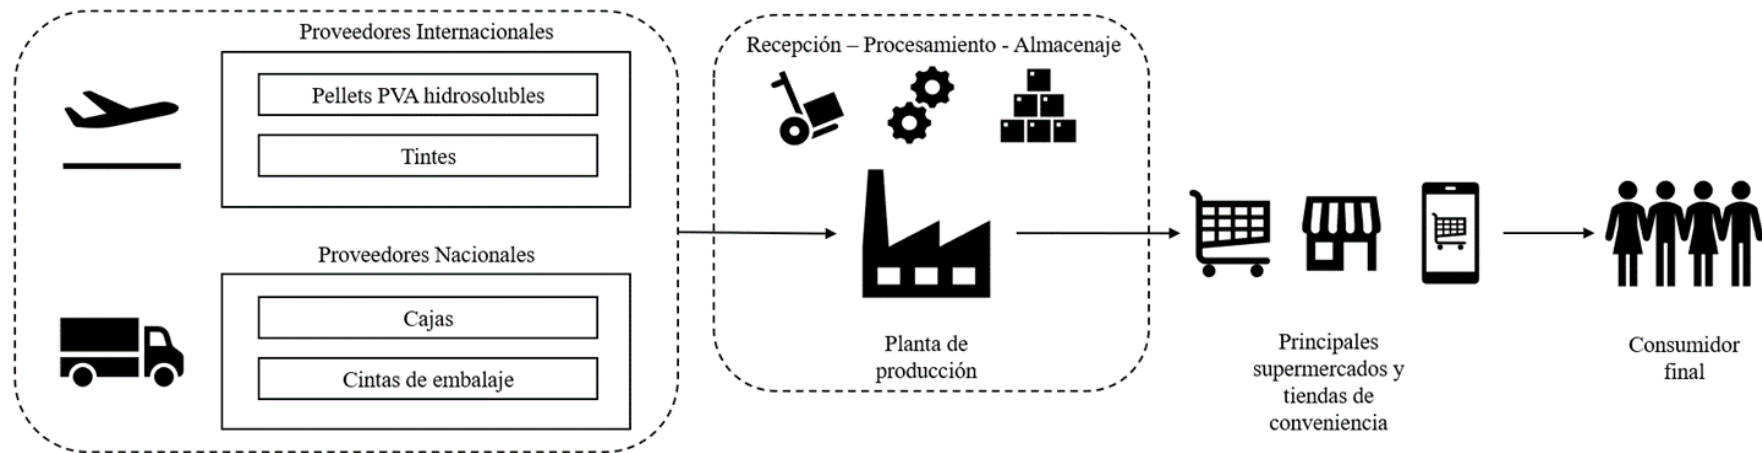 Proveedores Internacionales
Pellets PVA hidrosolubles
Tintes
Proveedores Nacionales
Cajas
Cintas de embalaje
Recepción – Procesamiento - Almacenaje
Planta de
producción
Principales
supermercados y
tiendas de
conveniencia
Consumidor
final